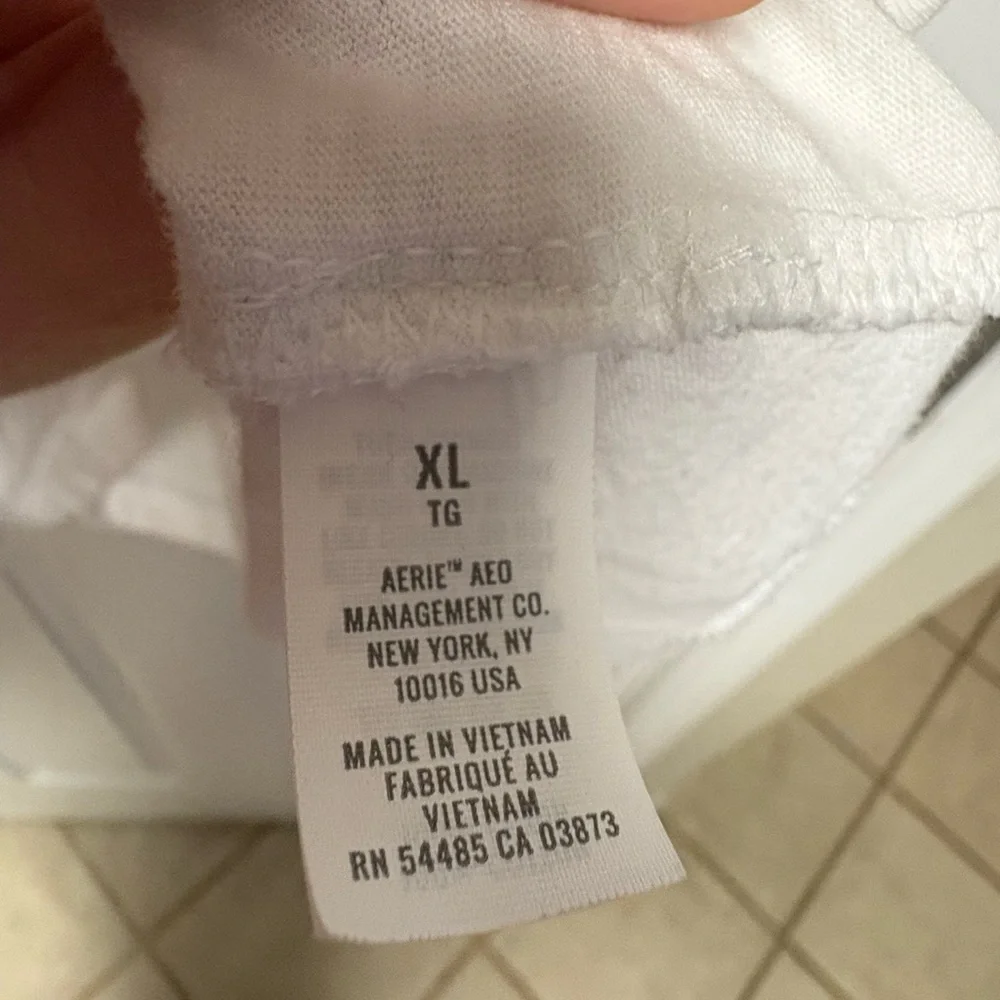 XL
TG
AERIE™ AEO
MANAGEMENT CO.
NEW YORK, NY
10016 USA
MADE IN VIETNAM
FABRIQUÉ AU
VIETNAM
RN 54485 CA 03873